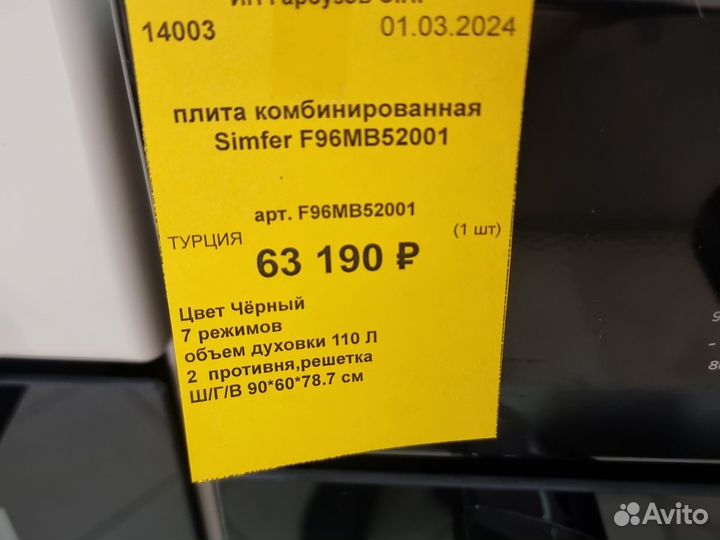 14003 01.03.2024
плита комбинированная
Simfer F96MB52001
арт. F96MB52001
ТУРЦИЯ 63 190 ₽ (1 шт)
Цвет Чёрный
7 режимов
объем духовки 110 Л
2 противня,решетка
Ш/Г/В 90*60*78.7 см
Avito